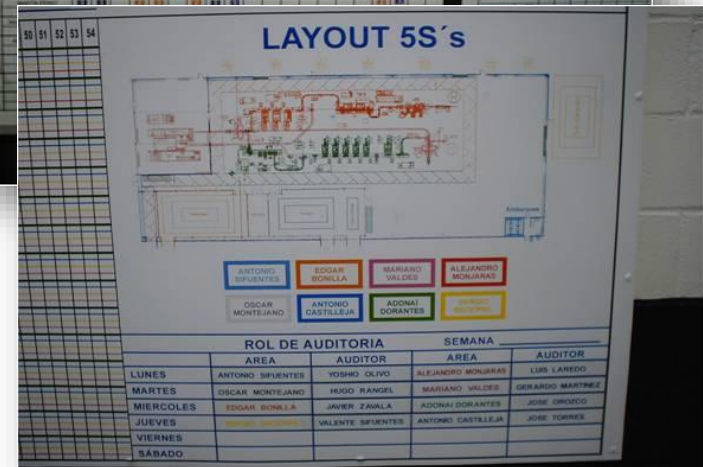 50 51 52 53 54
LAYOUT 5S´s
ANTONIO SIFUENTES
EDGAR BONILLA
MARIANO VALDES
ALEJANDRO MONJARAS
OSCAR MONTEJANO
ANTONIO CASTILLEJA
ADONAI DORANTES
ROL DE AUDITORIA SEMANA
AREA AUDITOR AREA AUDITOR
LUNES ANTONIO SIFUENTES YOSHIO OLIVO ALEJANDRO MONJARAS LUIS LAREDO
MARTES OSCAR MONTEJANO HUGO RANGEL MARIANO VALDES GERARDO MARTINEZ
MIERCOLES EDGAR BONILLA JAVIER ZAVALA ADONAI DORANTES JOSE OROZCO
JUEVES VALENTE SIFUENTES ANTONIO CASTILLEJA JOSE TORRES
VIERNES
SÁBADO